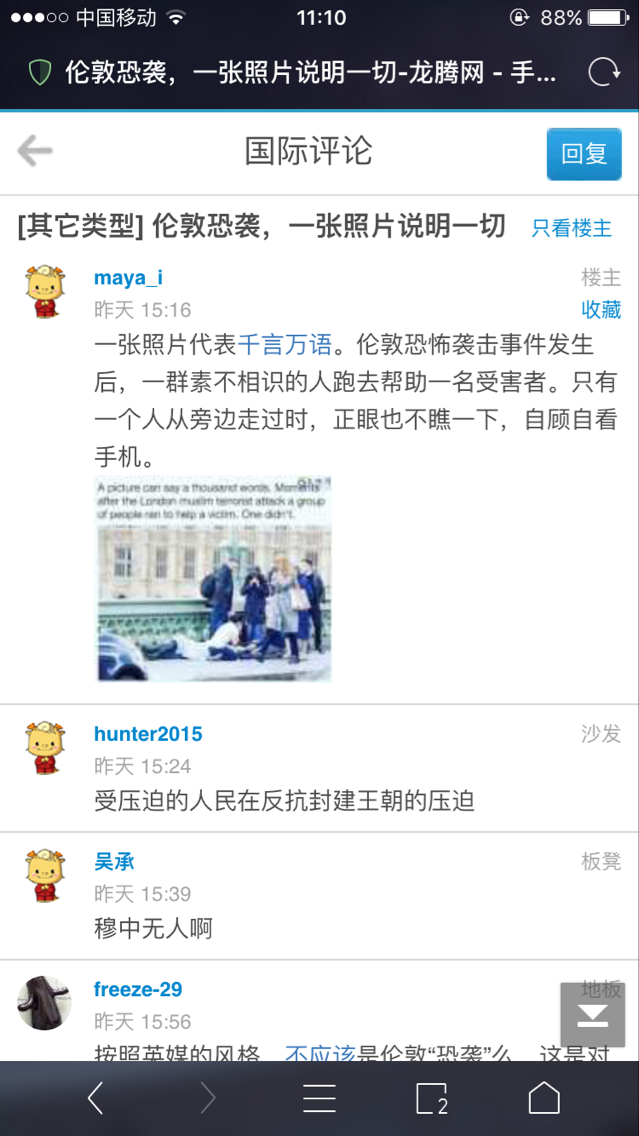 中国移动 11:10 88%
伦敦恐袭，一张照片说明一切-龙腾网 - 手...
国际评论 回复
[其它类型] 伦敦恐袭，一张照片说明一切 只看楼主
maya_i 楼主
昨天 15:16 收藏
一张照片代表千言万语。伦敦恐怖袭击事件发生
后，一群素不相识的人跑去帮助一名受害者。只有
一个人从旁边走过时，正眼也不瞧一下，自顾自看
手机。
A picture can say a thousand words. Moments
after the London muslim terrorist attack a group
of people ran to help a victim. One didn't.
hunter2015 沙发
昨天 15:24
受压迫的人民在反抗封建王朝的压迫
吴承 板凳
昨天 15:39
穆中无人啊
freeze-29 地板
昨天 15:56
按照英媒的风格，不应该是伦敦“恐袭”么，这是对
2